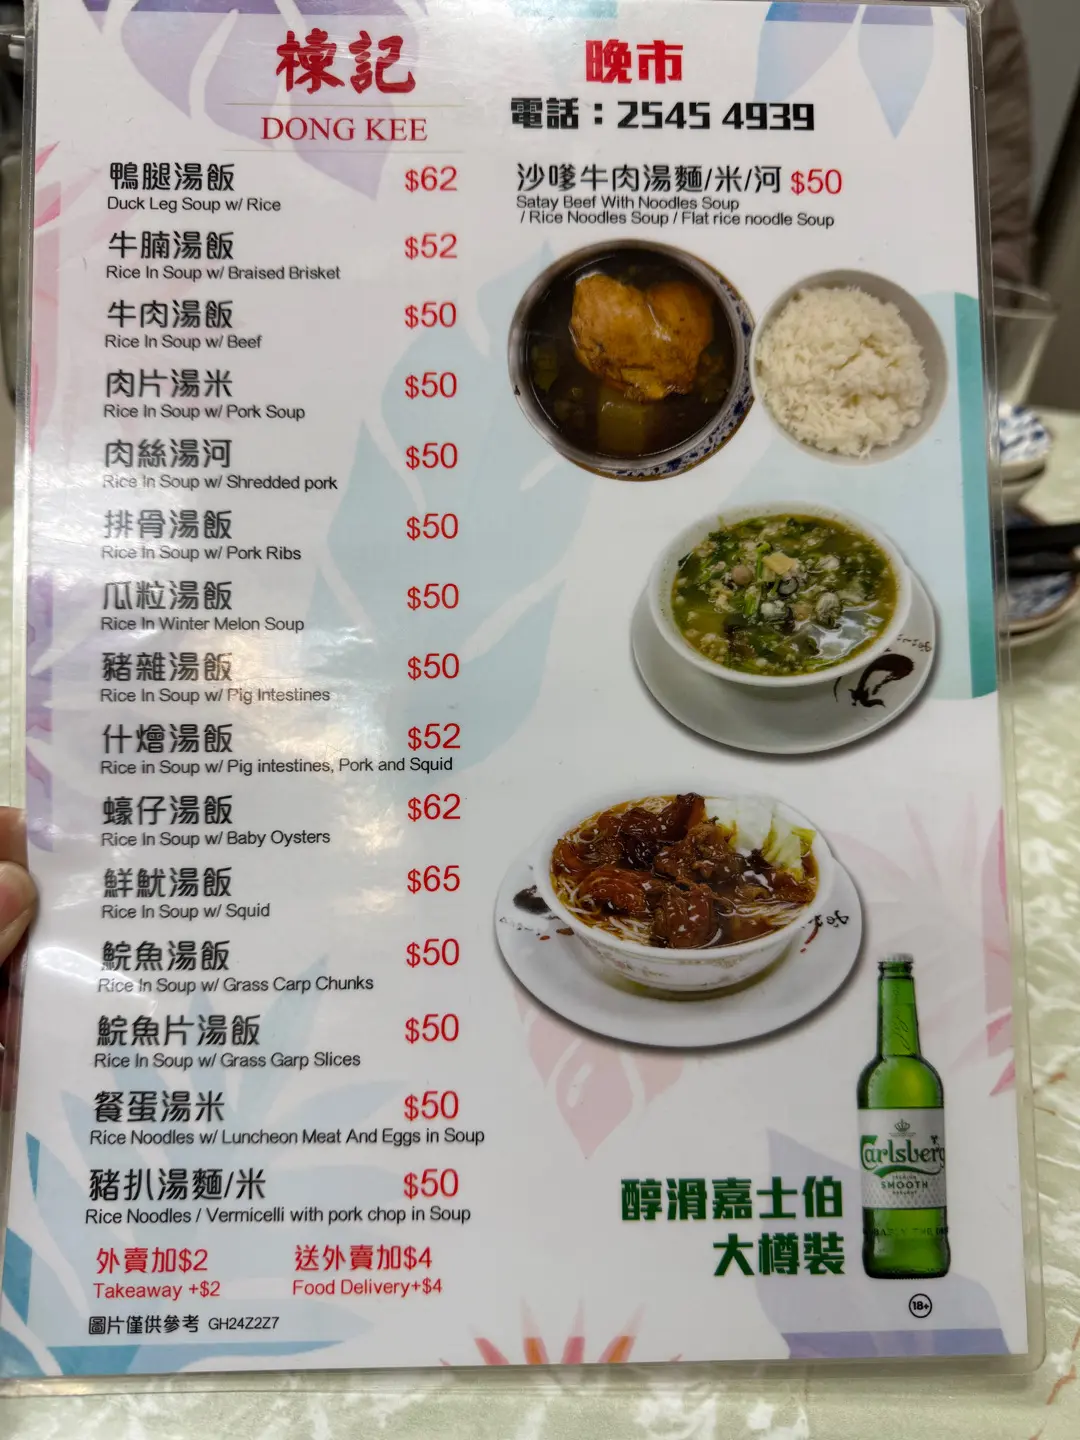 楝記
DONG KEE
晚市
電話：2545 4939
鴨腿湯飯 $62
Duck Leg Soup w/ Rice
牛腩湯飯 $52
Rice In Soup w/ Braised Brisket
牛肉湯飯 $50
Rice In Soup w/ Beef
肉片湯米 $50
Rice In Soup w/ Pork Soup
肉絲湯河 $50
Rice In Soup w/ Shredded pork
排骨湯飯 $50
Rice In Soup w/ Pork Ribs
瓜粒湯飯 $50
Rice In Winter Melon Soup
豬雜湯飯 $50
Rice In Soup w/ Pig Intestines
什燴湯飯 $52
Rice in Soup w/ Pig intestines, Pork and Squid
蠔仔湯飯 $62
Rice In Soup w/ Baby Oysters
鮮魷湯飯 $65
Rice In Soup w/ Squid
鯇魚湯飯 $50
Rice In Soup w/ Grass Carp Chunks
鯇魚片湯飯 $50
Rice In Soup w/ Grass Garp Slices
餐蛋湯米 $50
Rice Noodles w/ Luncheon Meat And Eggs in Soup
豬扒湯麵/米 $50
Rice Noodles / Vermicelli with pork chop in Soup
外賣加$2
Takeaway +$2
送外賣加$4
Food Delivery+$4
圖片僅供參考 GH24Z2Z7
沙嗲牛肉湯麵/米/河 $50
Satay Beef With Noodles Soup
/ Rice Noodles Soup / Flat rice noodle Soup
Carlsberg
SMOOTH
醇滑嘉士伯
大樽裝
18+